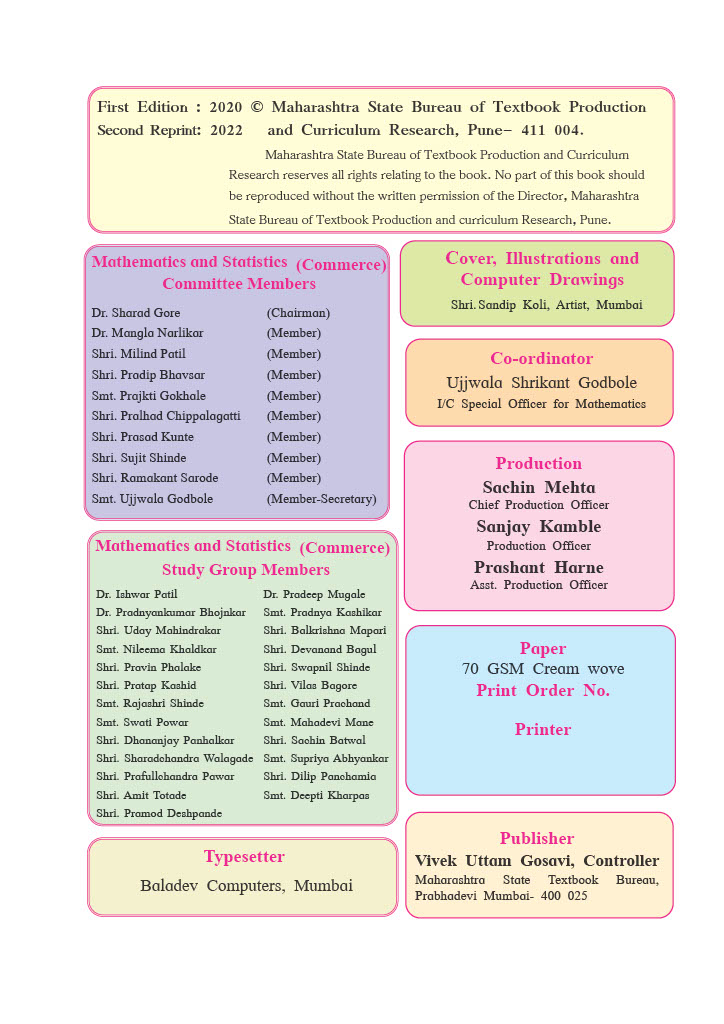 First Edition : 2020 © Maharashtra State Bureau of Textbook Production
Second Reprint: 2022 and Curriculum Research, Pune- 411 004.
Maharashtra State Bureau of Textbook Production and Curriculum
Research reserves all rights relating to the book. No part of this book should
be reproduced without the written permission of the Director, Maharashtra
State Bureau of Textbook Production and curriculum Research, Pune.
Mathematics and Statistics (Commerce)
Committee Members
Dr. Sharad Gore (Chairman)
Dr. Mangla Narlikar (Member)
Shri. Milind Patil (Member)
Shri. Pradip Bhavsar (Member)
Smt. Prajkti Gokhale (Member)
Shri. Pralhad Chippalagatti (Member)
Shri. Prasad Kunte (Member)
Shri. Sujit Shinde (Member)
Shri. Ramakant Sarode (Member)
Smt. Ujjwala Godbole (Member-Secretary)
Mathematics and Statistics (Commerce)
Study Group Members
Dr. Ishwar Patil Dr. Pradeep Mugale
Dr. Pradnyankumar Bhojnkar Smt. Pradnya Kashikar
Shri. Uday Mahindrakar Shri. Balkrishna Mapari
Smt. Nileema Khaldkar Shri. Devanand Bagul
Shri. Pravin Phalake Shri. Swapnil Shinde
Shri. Pratap Kashid Shri. Vilas Bagore
Smt. Rajashri Shinde Smt. Gauri Prachand
Smt. Swati Powar Smt. Mahadevi Mane
Shri. Dhananjay Panhalkar Shri. Sachin Batwal
Shri. Sharadchandra Walagade Smt. Supriya Abhyankar
Shri. Prafullchandra Pawar Shri. Dilip Panchamia
Shri. Amit Totade Smt. Deepti Kharpas
Shri. Pramod Deshpande
Typesetter
Baladev Computers, Mumbai
Cover, Illustrations and
Computer Drawings
Shri. Sandip Koli, Artist, Mumbai
Co-ordinator
Ujjwala Shrikant Godbole
I/C Special Officer for Mathematics
Production
Sachin Mehta
Chief Production Officer
Sanjay Kamble
Production Officer
Prashant Harne
Asst. Production Officer
Paper
70 GSM Cream wove
Print Order No.
Printer
Publisher
Vivek Uttam Gosavi, Controller
Maharashtra State Textbook Bureau,
Prabhadevi Mumbai- 400 025